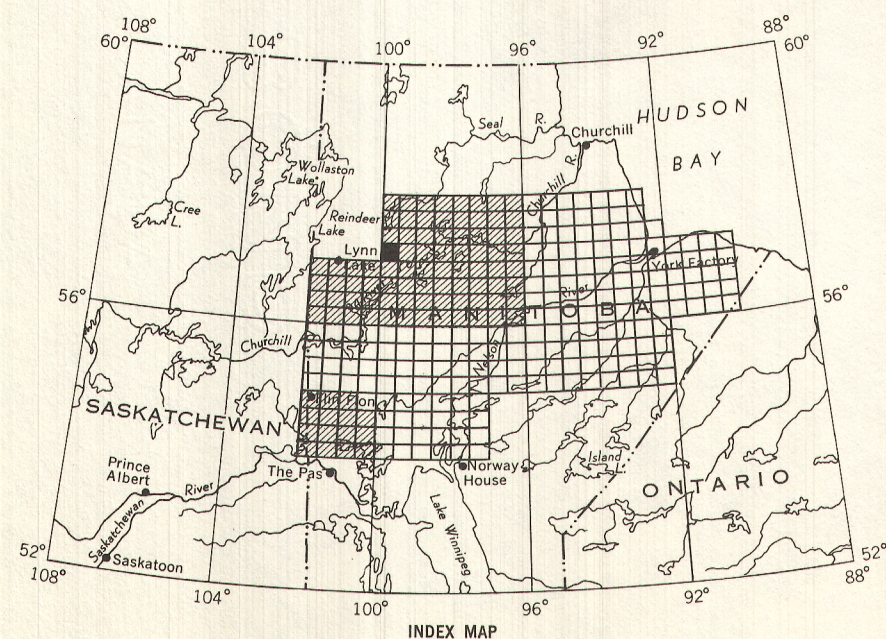 108°
60°
104°
100°
96°
92°
88°
60°
HUDSON
BAY
Seal
R.
Churchill
Churchill R.
Wollaston
Lake
Cree
L.
Reindeer
Lake
Lynn
Lake
York Factory
River
MANITOBA
56°
56°
Churchill
Nelson
Flin Flon
SASKATCHEWAN
Prince
Albert
River
The Pas
Norway
House
Island
ONTARIO
Saskatchewan
Saskatoon
Lake Winnipeg
52°
108°
104°
100°
96°
92°
52°
88°
INDEX MAP